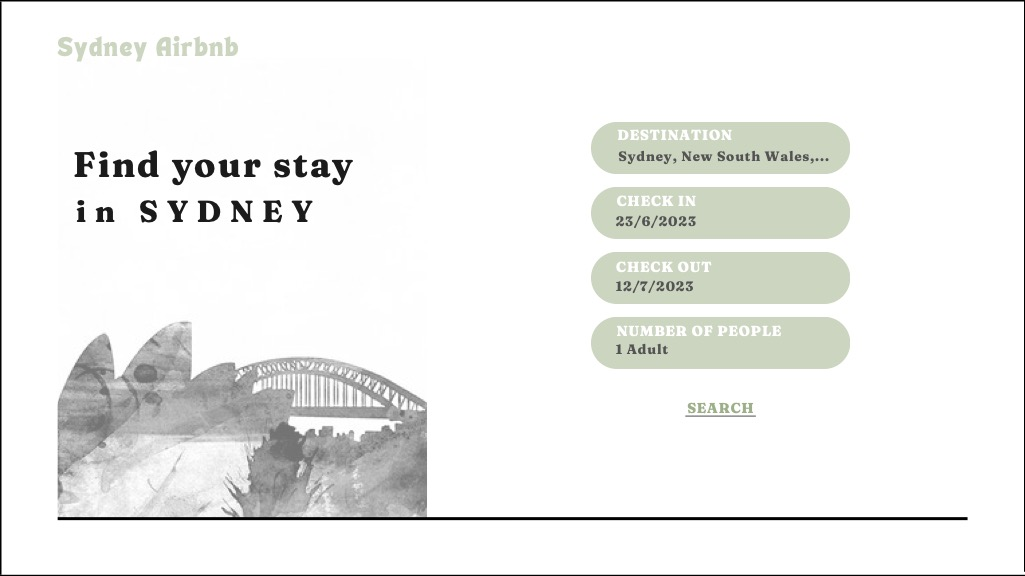 Sydney Airbnb
Find your stay
in SYDNEY
DESTINATION
Sydney, New South Wales,...
CHECK IN
23/6/2023
CHECK OUT
12/7/2023
NUMBER OF PEOPLE
1 Adult
SEARCH